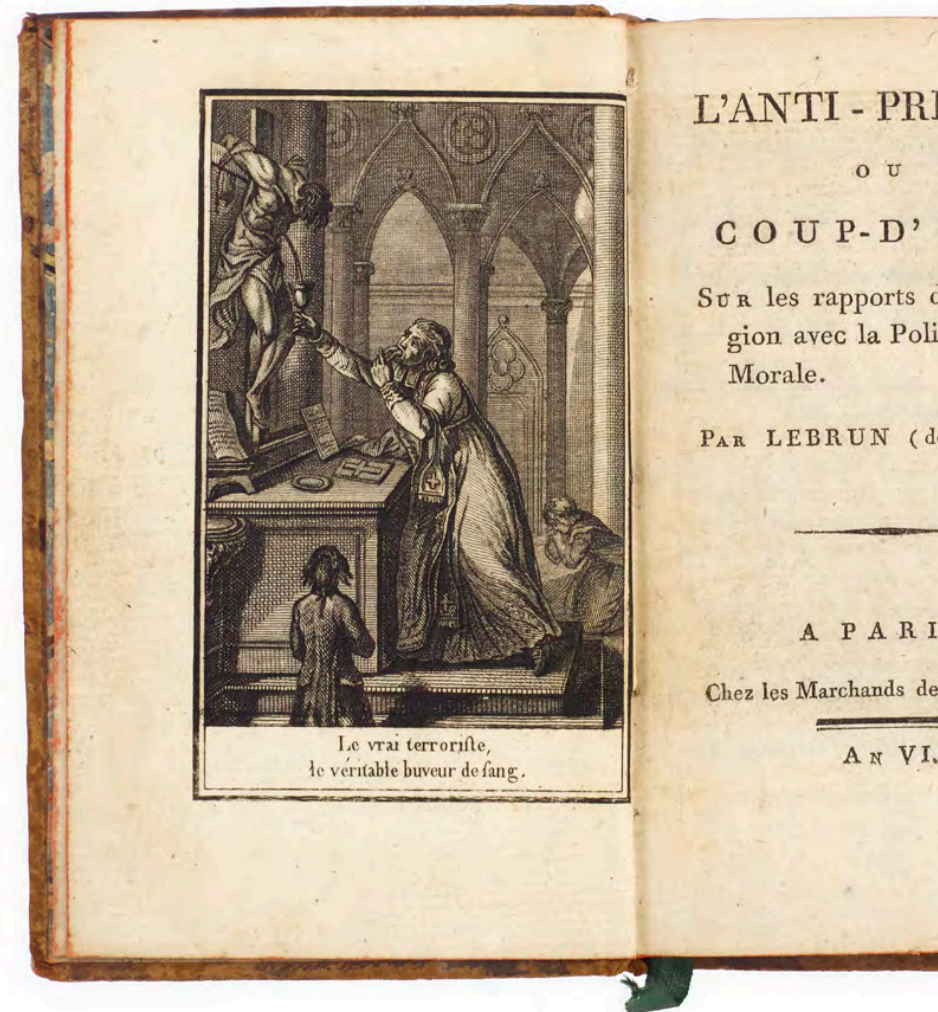 Le vrai terroriſte,
le véritable buveur de ſang.
L'ANTI-PR
OU
COUP-D'
SUR les rapports
gion avec la Poli
Morale.
PAR LEBRUN (d
A PARI
Chez les Marchands de
AN VI.